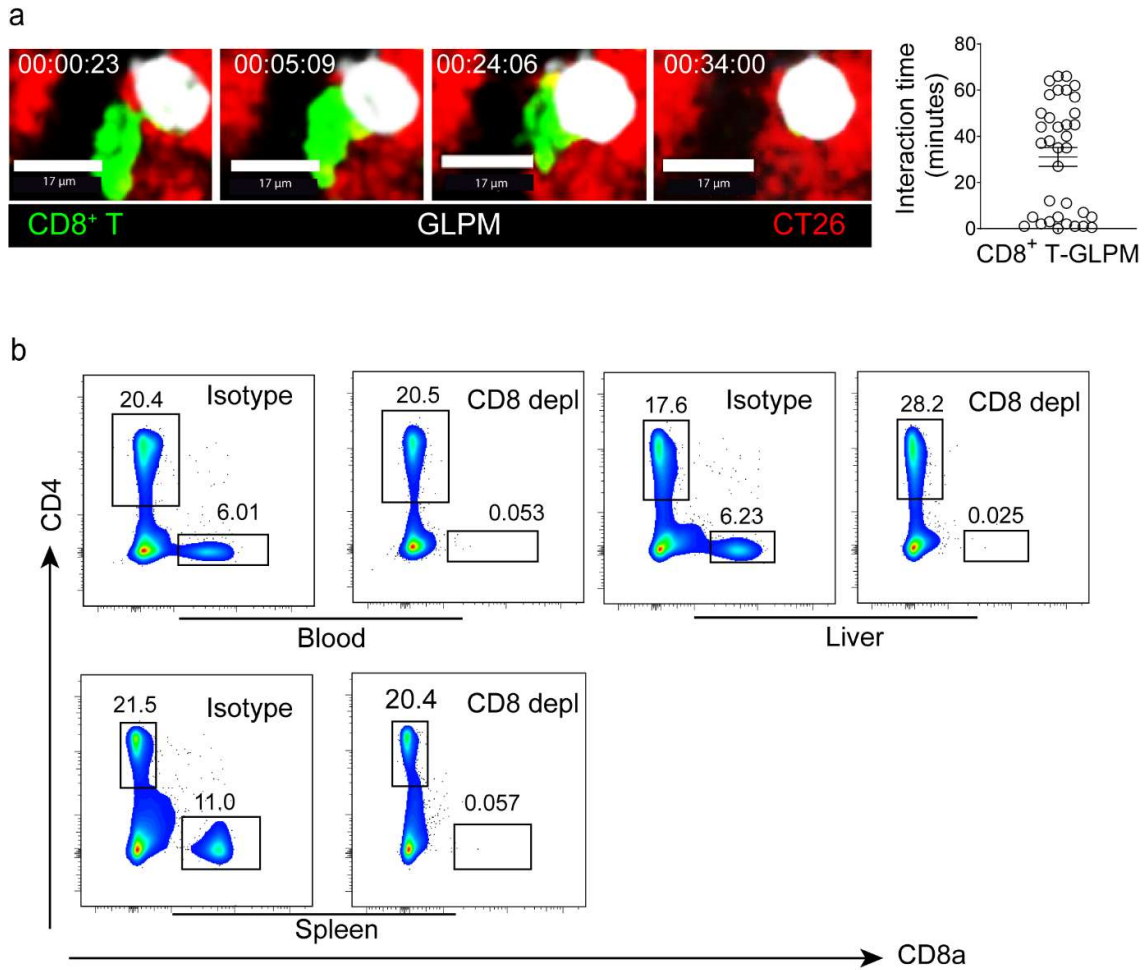 a
00:00:23 00:05:09 00:24:06 00:34:00
17 µm 17 µm 17 µm 17 µm
CD8⁺ T GLPM CT26
Interaction time
(minutes)
80
60
40
20
0
CD8⁺ T-GLPM
b
CD4
20.4 Isotype
6.01
20.5 CD8 depl
0.053
17.6 Isotype
6.23
28.2 CD8 depl
0.025
Blood
Liver
21.5 Isotype
11.0
20.4 CD8 depl
0.057
Spleen
CD8a